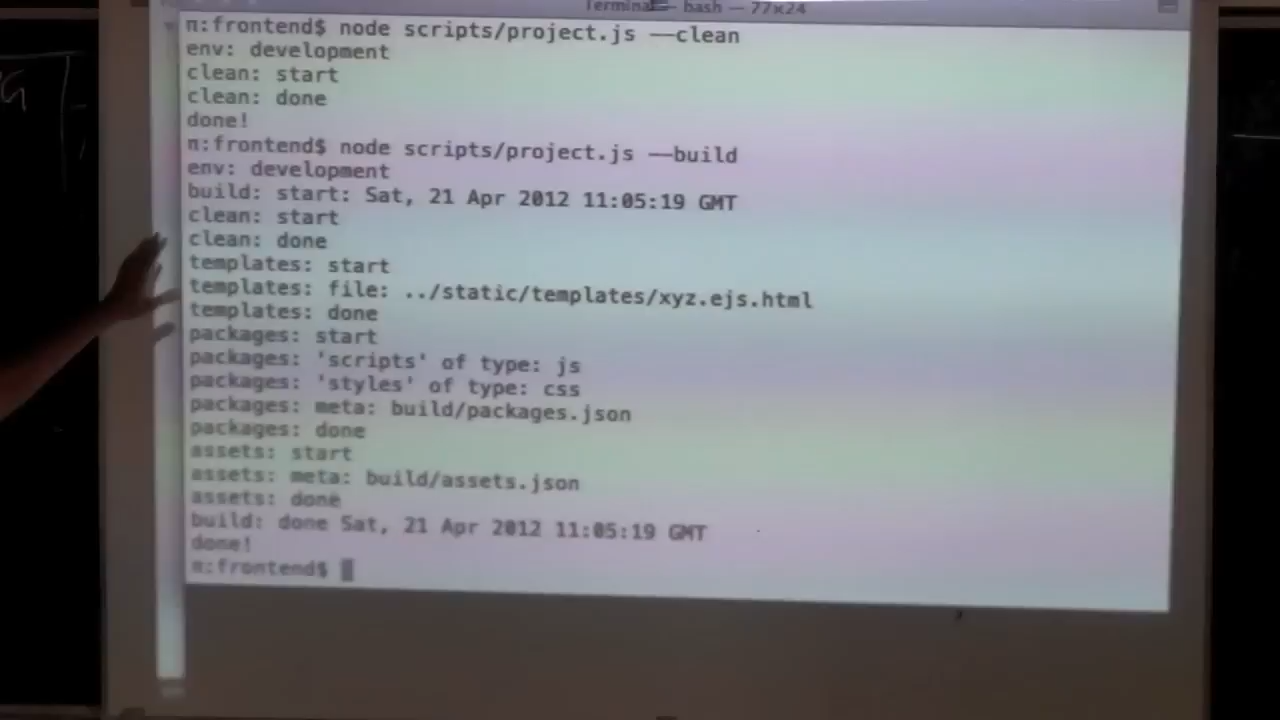 Terminal — bash — 77x24
π:frontend$ node scripts/project.js --clean
env: development
clean: start
clean: done
done!
π:frontend$ node scripts/project.js --build
env: development
build: start: Sat, 21 Apr 2012 11:05:19 GMT
clean: start
clean: done
templates: start
templates: file: ../static/templates/xyz.ejs.html
templates: done
packages: start
packages: 'scripts' of type: js
packages: 'styles' of type: css
packages: meta: build/packages.json
packages: done
assets: start
assets: meta: build/assets.json
assets: done
build: done Sat, 21 Apr 2012 11:05:19 GMT
done!
π:frontend$